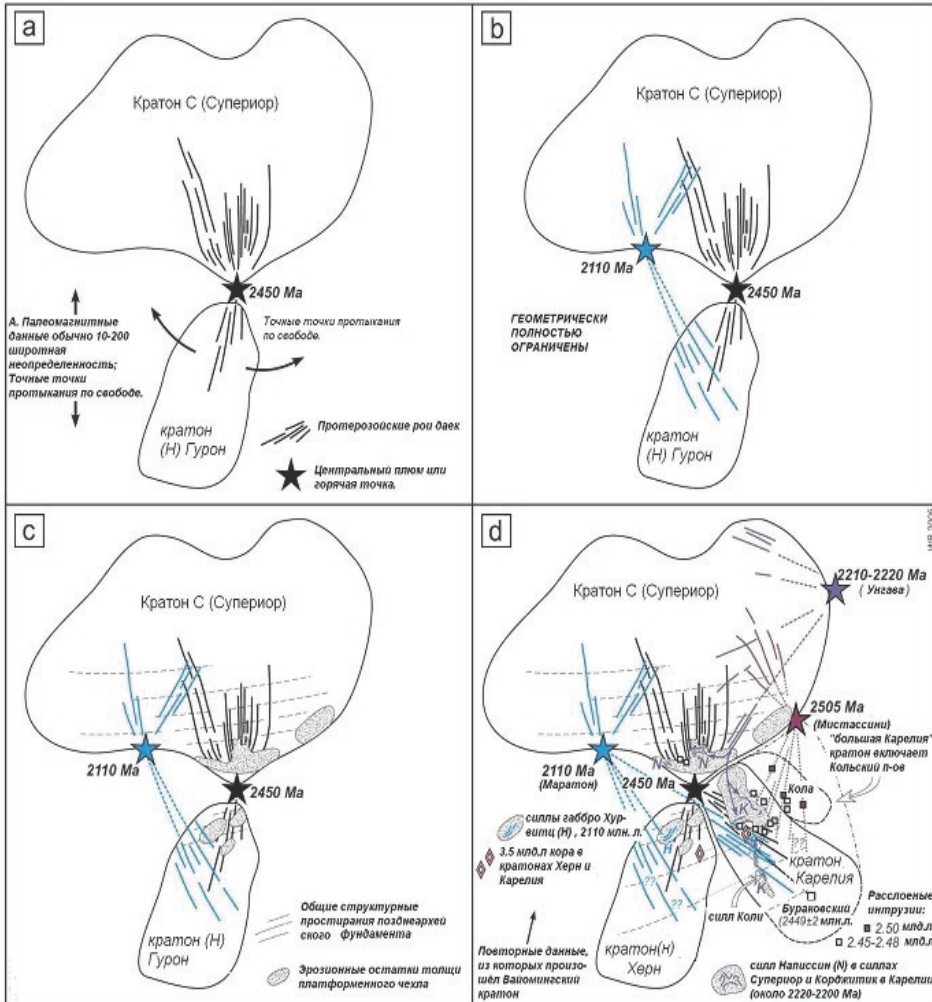 a
Кратон С (Супериор)
2450 Ma
А. Палеомагнитные
данные обычно 10-200
широтная
неопределенность;
Точные точки
протыкания по свободе.
Точные точки протыкания
по свободе.
кратон
(Н) Гурон
Протерозойские рои даек
Центральный плюм или
горячая точка.
b
Кратон С (Супериор)
2110 Ma
2450 Ma
ГЕОМЕТРИЧЕСКИ
ПОЛНОСТЬЮ
ОГРАНИЧЕНЫ
кратон
(Н) Гурон
c
Кратон С (Супериор)
2110 Ma
2450 Ma
кратон (Н)
Гурон
Общие структурные
простирания позднеархей
ского фундамента
Эрозионные остатки толщи
платформенного чехла
d
Кратон С (Супериор)
2210-2220 Ma
( Унгава )
2505 Ma
(Мистассини)
"большая Карелия"
кратон включает
Кольский п-ов
2110 Ma
(Маратон)
2450 Ma
N
N
K
Кола
силлы габбро Хур-
витц (Н) , 2110 млн. л.
H
3.5 млд.л кора в
кратонах Херн и
Карелия
??
??
??
K
кратон
Карелия
силл Коли
Бураковский
(2449±2 млн.л.)
Расслоеные
интрузии:
2.50 млд.л.
2.45-2.48 млд.л.
Повторные данные,
из которых произо-
шёл Вайомингский
кратон
кратон(н)
Херн
силл Написсин (N) в силлах
Супериор и Корджитик в Карелии
(около 2220-2200 Ma)